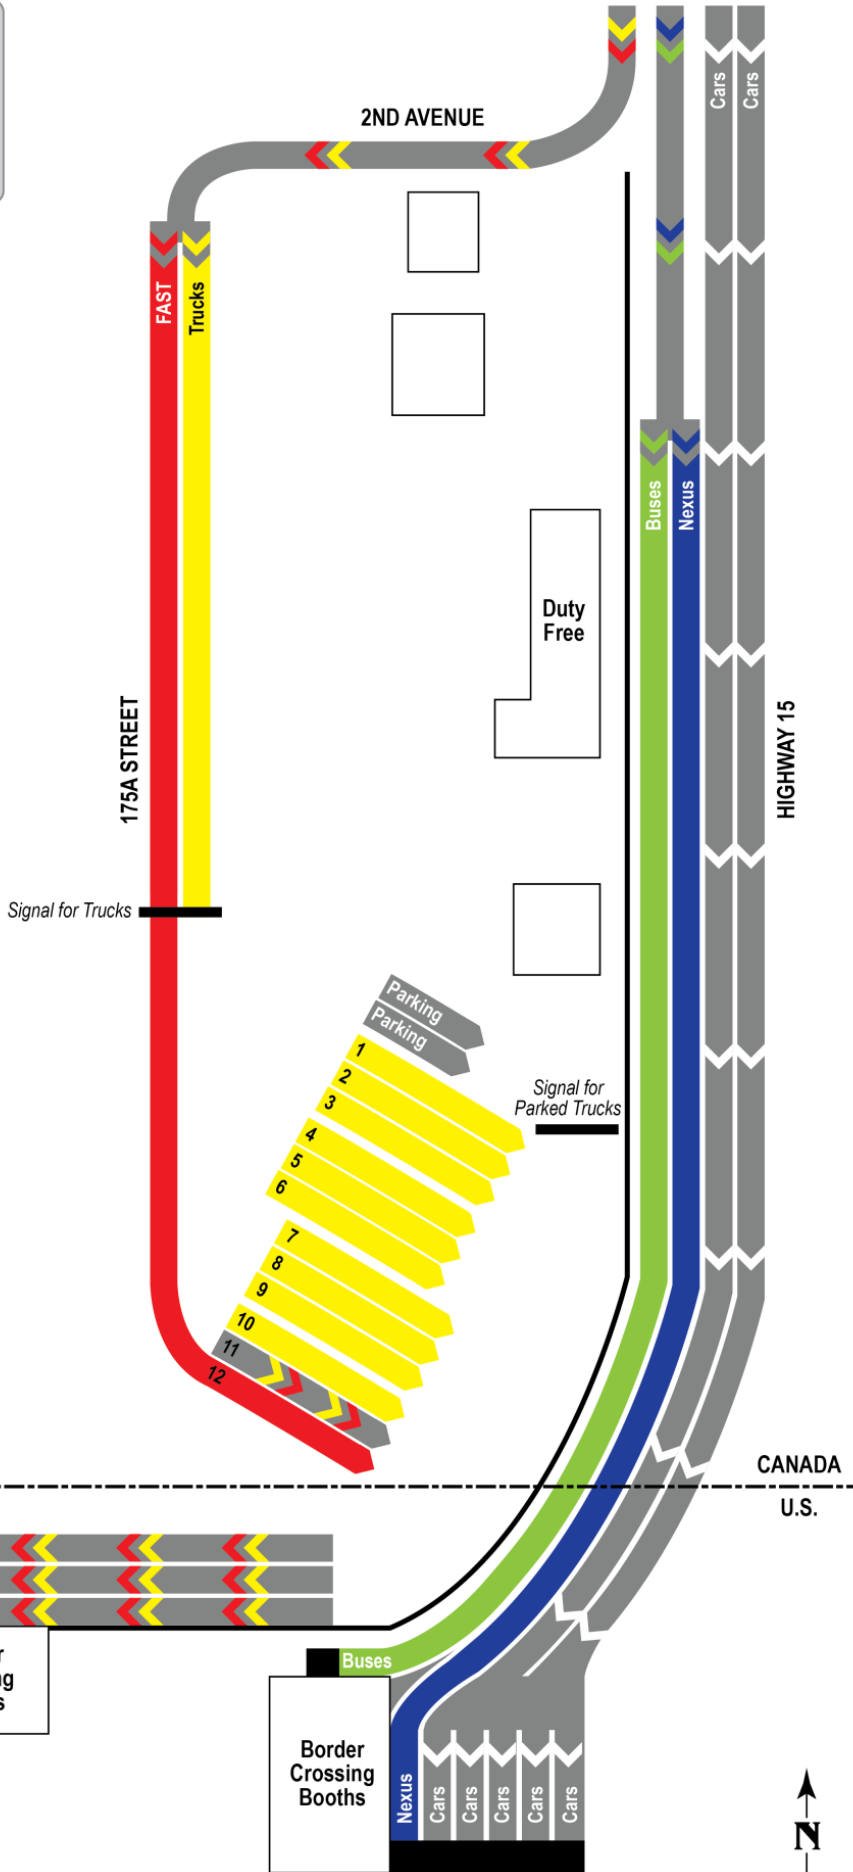 2ND AVENUE
Cars
Cars
FAST
Trucks
Buses
Nexus
Duty
Free
175A STREET
HIGHWAY 15
Signal for Trucks
Parking
Parking
1
2
3
4
5
6
7
8
9
10
11
12
Signal for
Parked Trucks
CANADA
U.S.
Buses
Border
Crossing
Booths
Nexus
Cars
Cars
Cars
Cars
Cars
N